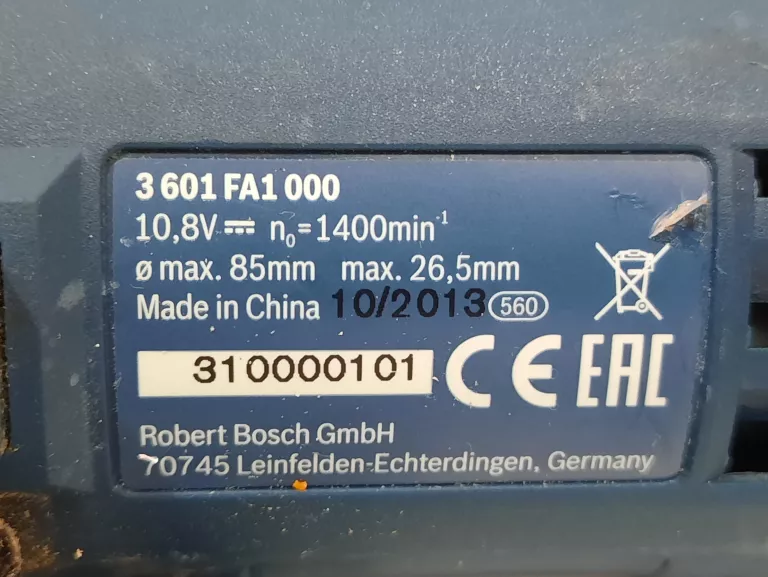 3 601 FA1 000
10,8V⎓ n₀=1400min⁻¹
ø max. 85mm max. 26,5mm
Made in China 10/2013 560
310000101 CE EAC
Robert Bosch GmbH
70745 Leinfelden-Echterdingen, Germany